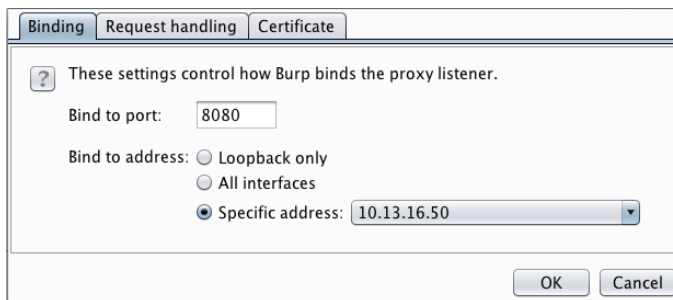 Binding Request handling Certificate
? These settings control how Burp binds the proxy listener.
Bind to port: 8080
Bind to address: Loopback only
All interfaces
Specific address: 10.13.16.50
OK Cancel